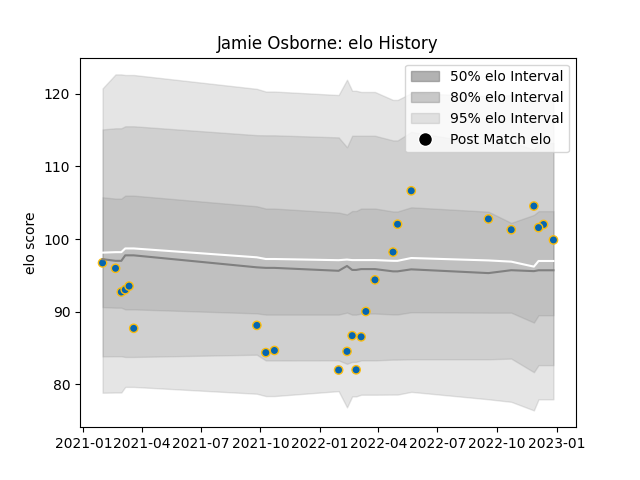 Jamie Osborne: elo History
50% elo Interval
80% elo Interval
95% elo Interval
Post Match elo
elo score
120
110
100
90
80
2021-01 2021-04 2021-07 2021-10 2022-01 2022-04 2022-07 2022-10 2023-01